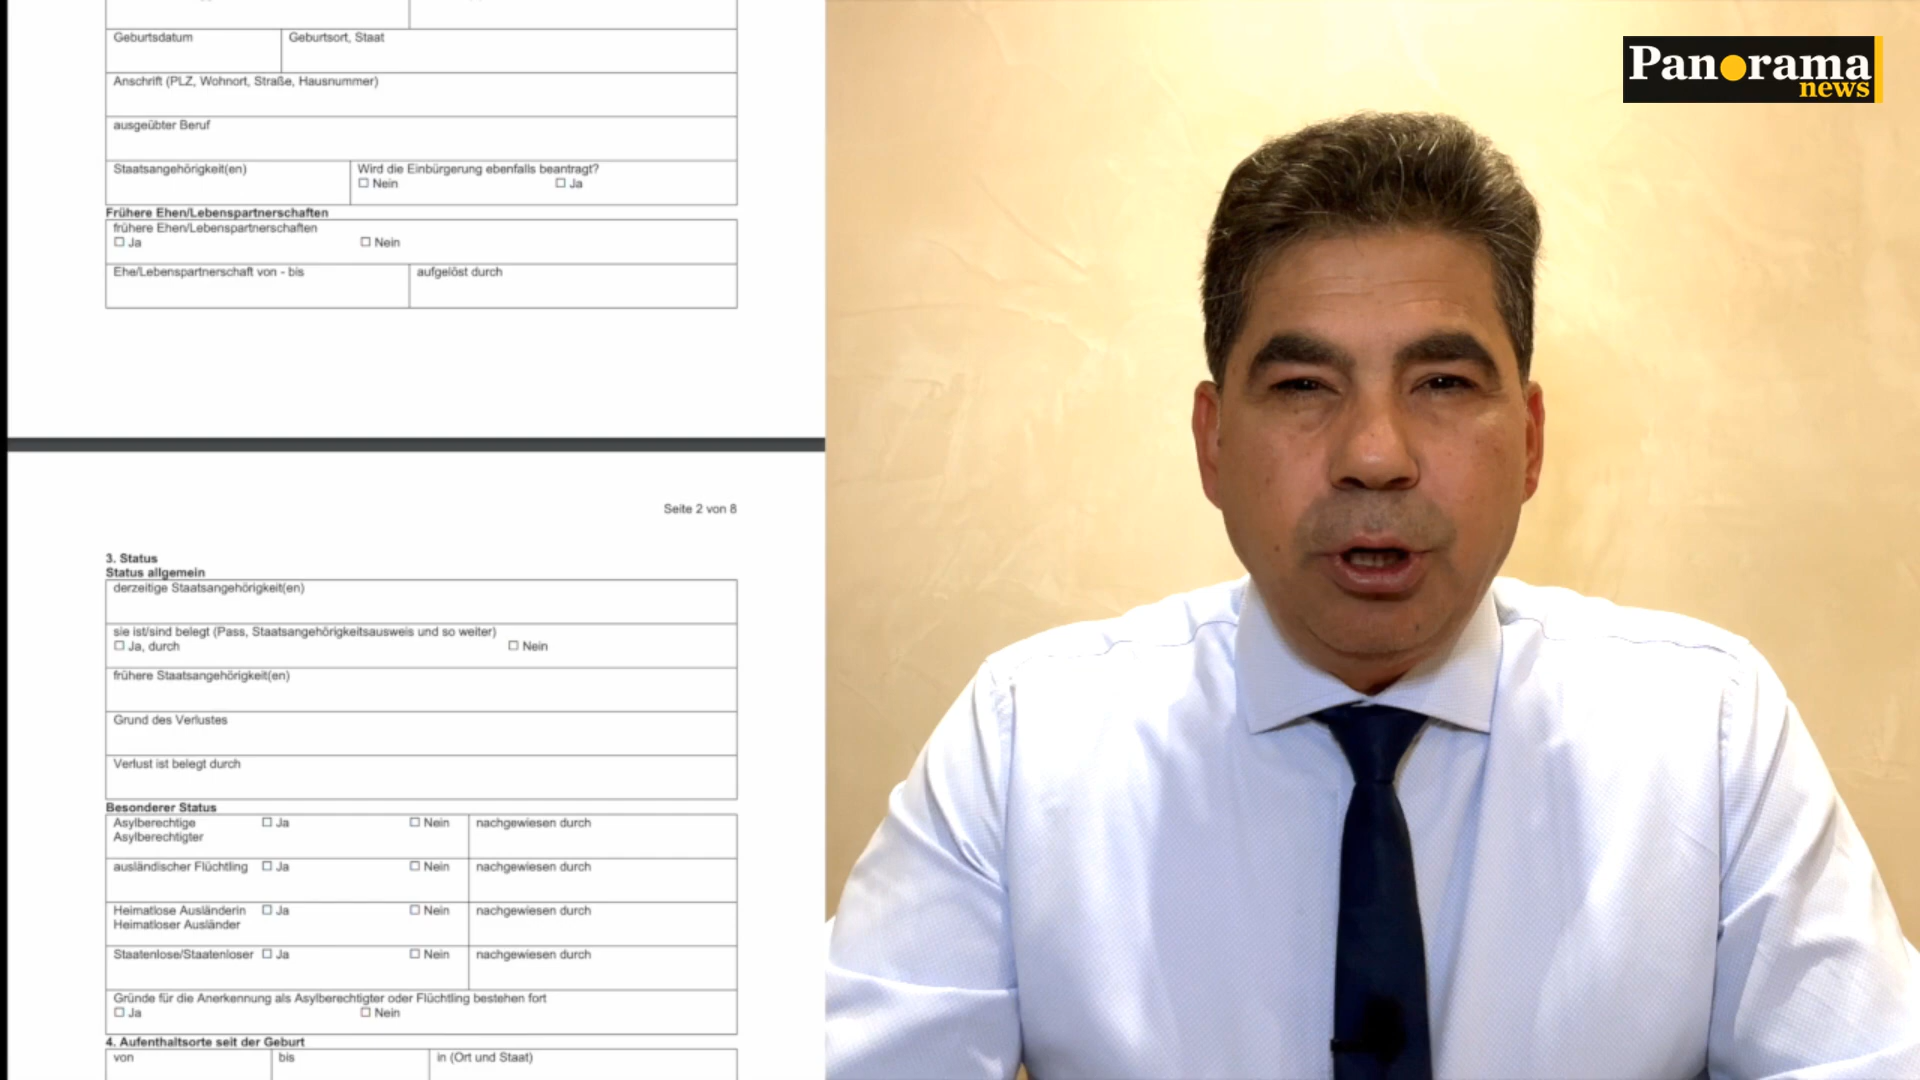 Geburtsdatum
Geburtsort, Staat
Anschrift (PLZ, Wohnort, Straße, Hausnummer)
ausgeübter Beruf
Staatsangehörigkeit(en)
Wird die Einbürgerung ebenfalls beantragt?
☐ Nein ☐ Ja
Frühere Ehen/Lebenspartnerschaften
frühere Ehen/Lebenspartnerschaften
☐ Ja ☐ Nein
Ehe/Lebenspartnerschaft von - bis
aufgelöst durch
Seite 2 von 8
3. Status
Status allgemein
derzeitige Staatsangehörigkeit(en)
sie ist/sind belegt (Pass, Staatsangehörigkeitsausweis und so weiter)
☐ Ja, durch ☐ Nein
frühere Staatsangehörigkeit(en)
Grund des Verlustes
Verlust ist belegt durch
Besonderer Status
Asylberechtige ☐ Ja ☐ Nein nachgewiesen durch
Asylberechtigter
ausländischer Flüchtling ☐ Ja ☐ Nein nachgewiesen durch
Heimatlose Ausländerin ☐ Ja ☐ Nein nachgewiesen durch
Heimatloser Ausländer
Staatenlose/Staatenloser ☐ Ja ☐ Nein nachgewiesen durch
Gründe für die Anerkennung als Asylberechtigter oder Flüchtling bestehen fort
☐ Ja ☐ Nein
4. Aufenthaltsorte seit der Geburt
von bis in (Ort und Staat)
Panorama
news